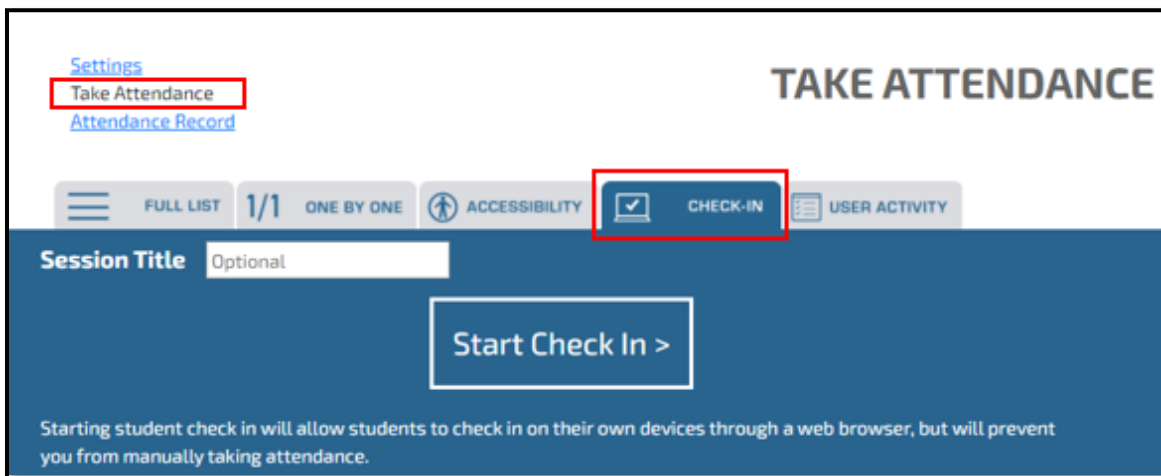 Settings
Take Attendance
TAKE ATTENDANCE
Attendance Record
FULL LIST
1/1 ONE BY ONE
ACCESSIBILITY
CHECK-IN
USER ACTIVITY
Session Title Optional
Start Check In >
Starting student check in will allow students to check in on their own devices through a web browser, but will prevent
you from manually taking attendance.